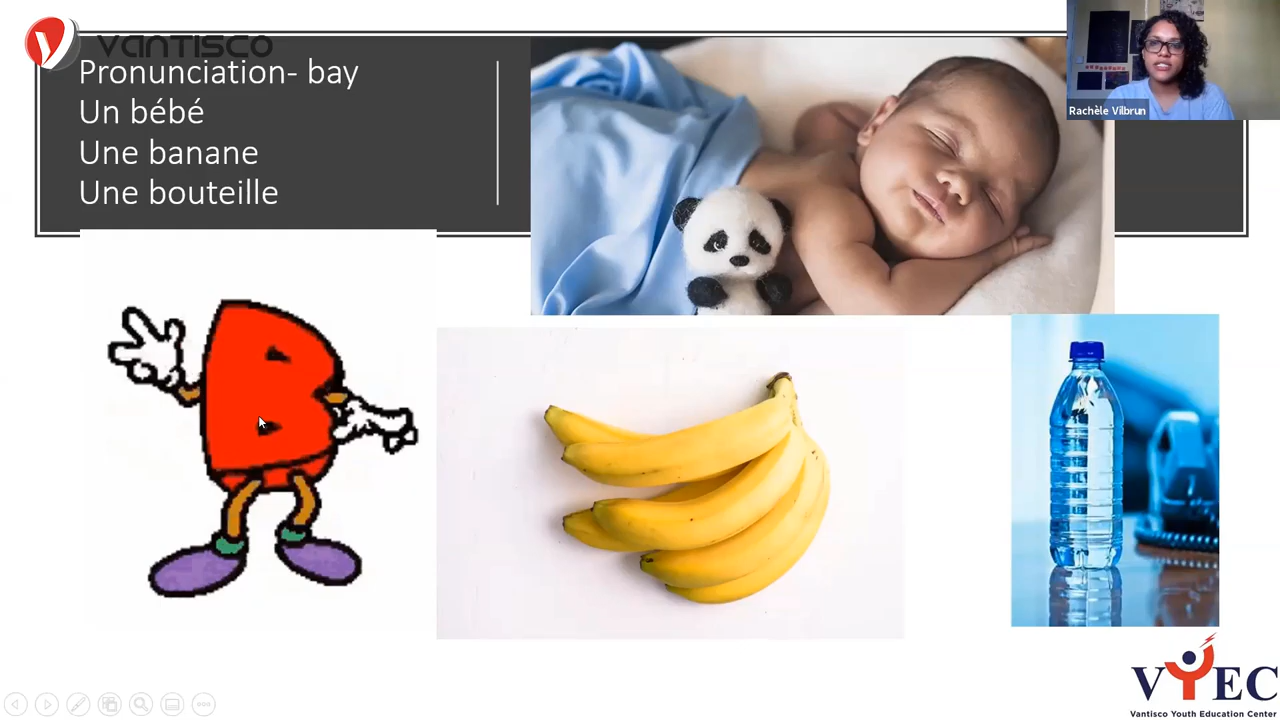 VANTISCO
Pronunciation- bay
Un bébé
Une banane
Une bouteille
Rachèle Vilbrun
B
VYEC
Vantisco Youth Education Center